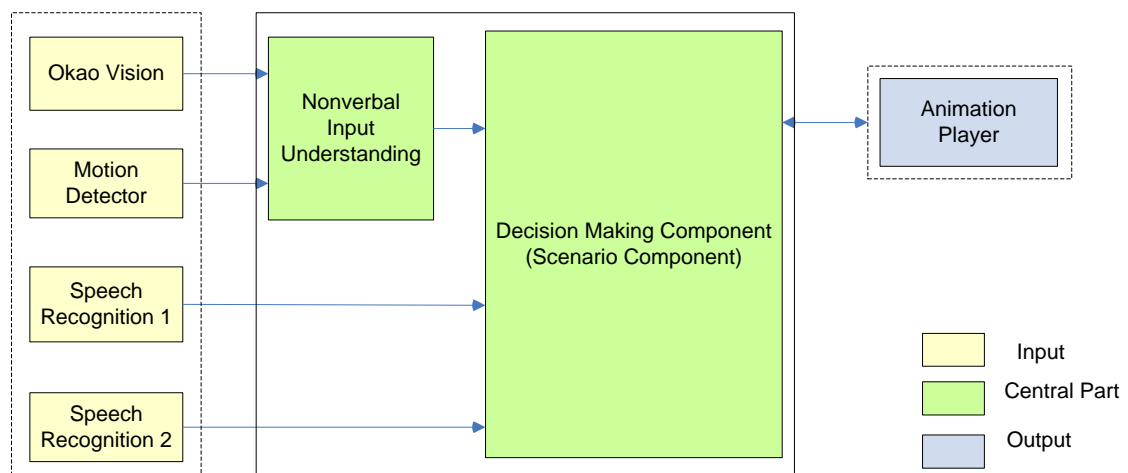 Okao Vision
Motion
Detector
Speech
Recognition 1
Speech
Recognition 2
Nonverbal
Input
Understanding
Decision Making Component
(Scenario Component)
Animation
Player
Input
Central Part
Output